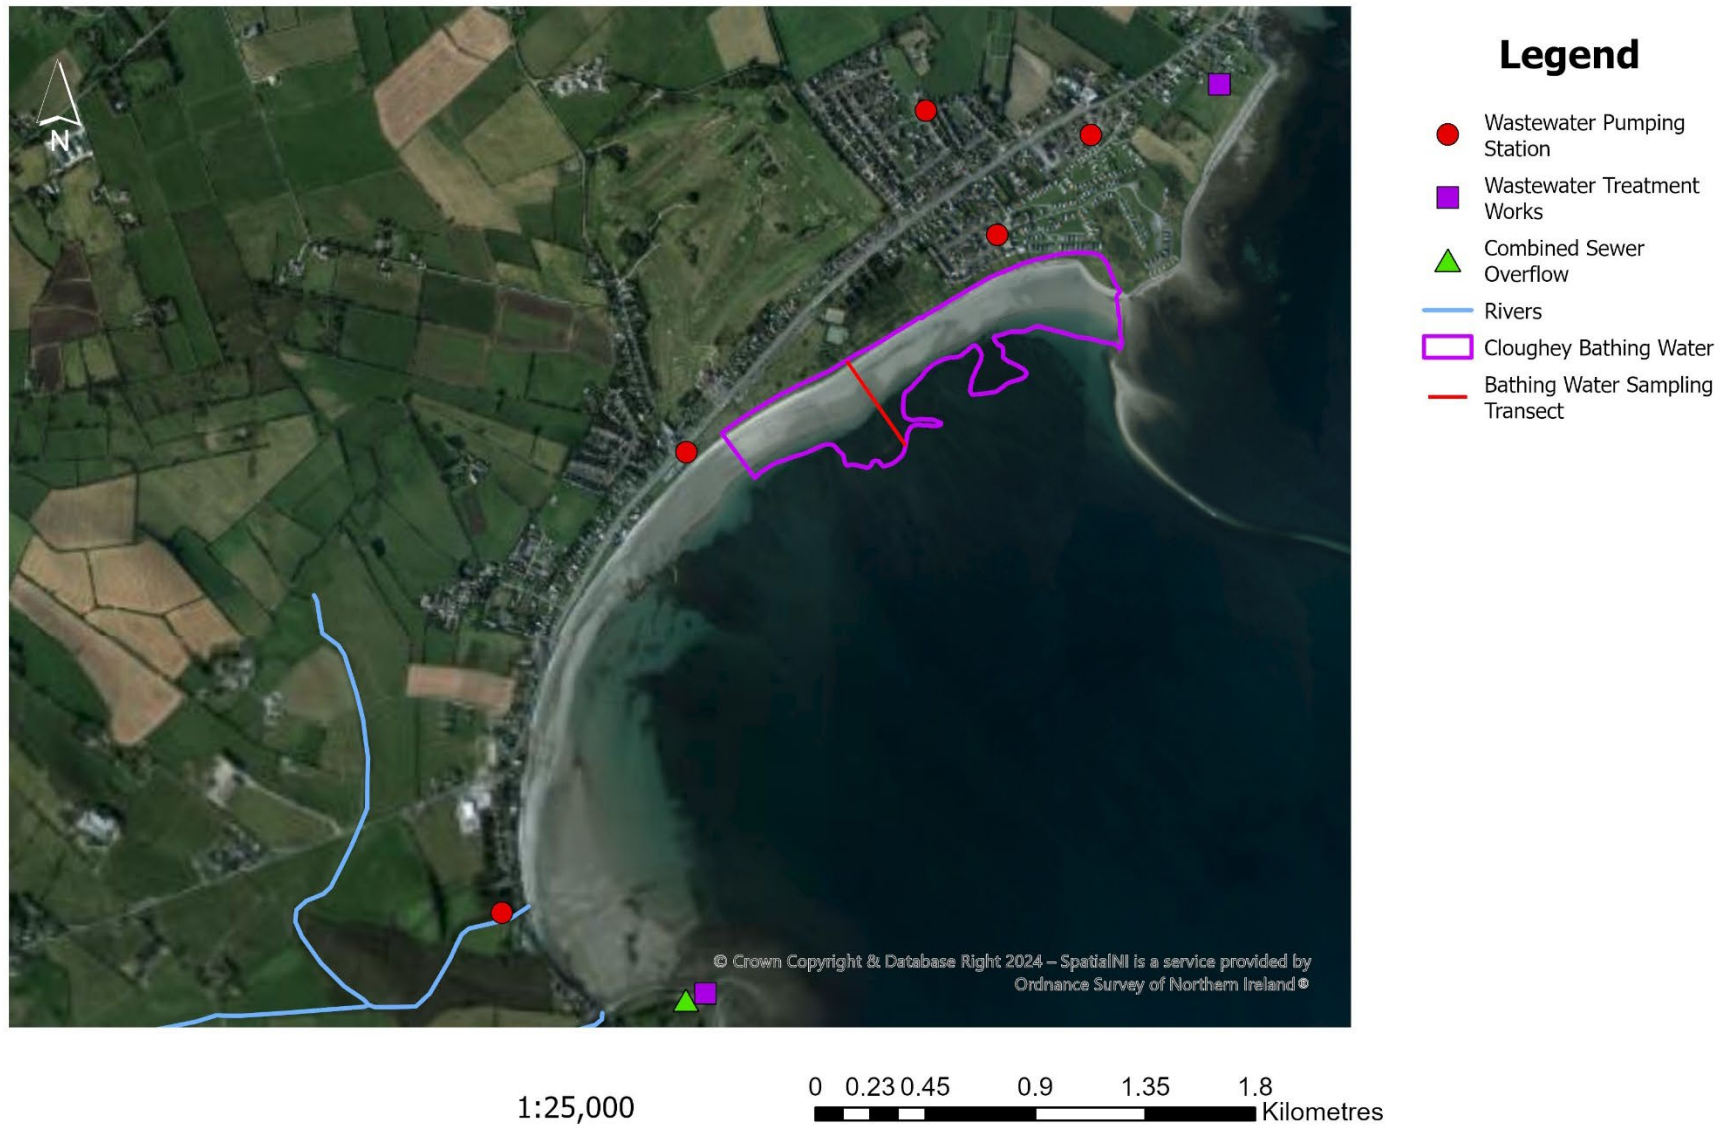 Legend
N
Wastewater Pumping
Station
Wastewater Treatment
Works
Combined Sewer
Overflow
Rivers
Cloughey Bathing Water
Bathing Water Sampling
Transect
© Crown Copyright & Database Right 2024 – SpatialNI is a service provided by
Ordnance Survey of Northern Ireland®
1:25,000
0 0.23 0.45 0.9 1.35 1.8
Kilometres